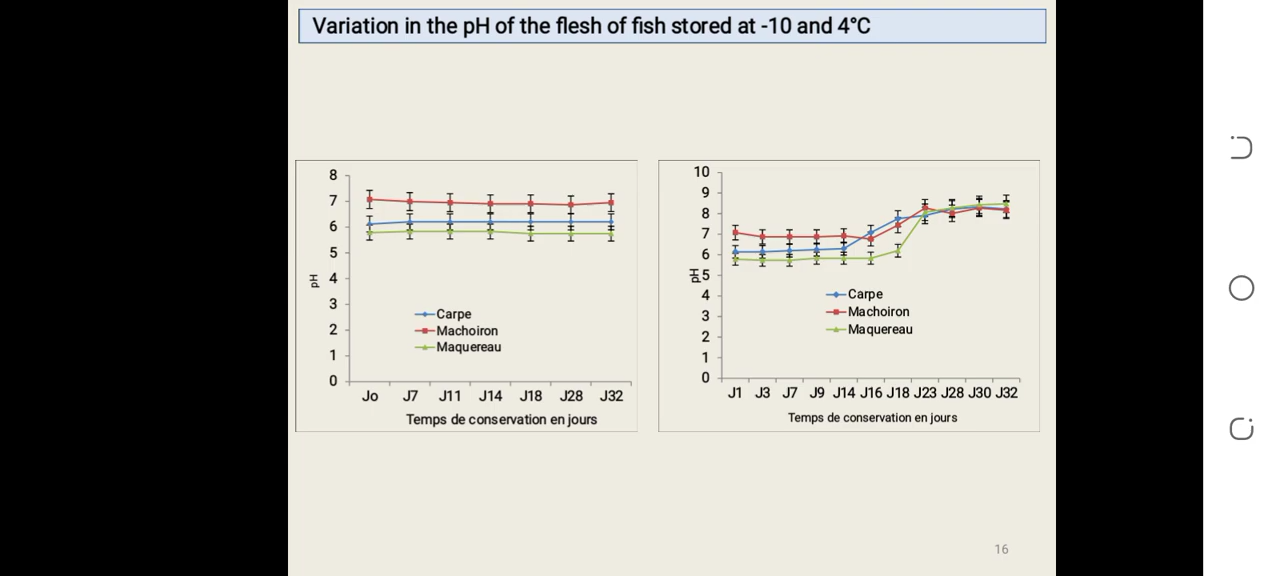 Variation in the pH of the flesh of fish stored at -10 and 4°C
8
7
6
5
4
3
2
1
0
pH
Carpe
Machoiron
Maquereau
Jo J7 J11 J14 J18 J28 J32
Temps de conservation en jours
10
9
8
7
6
5
4
3
2
1
0
pH
Carpe
Machoiron
Maquereau
J1 J3 J7 J9 J14 J16 J18 J23 J28 J30 J32
Temps de conservation en jours
16